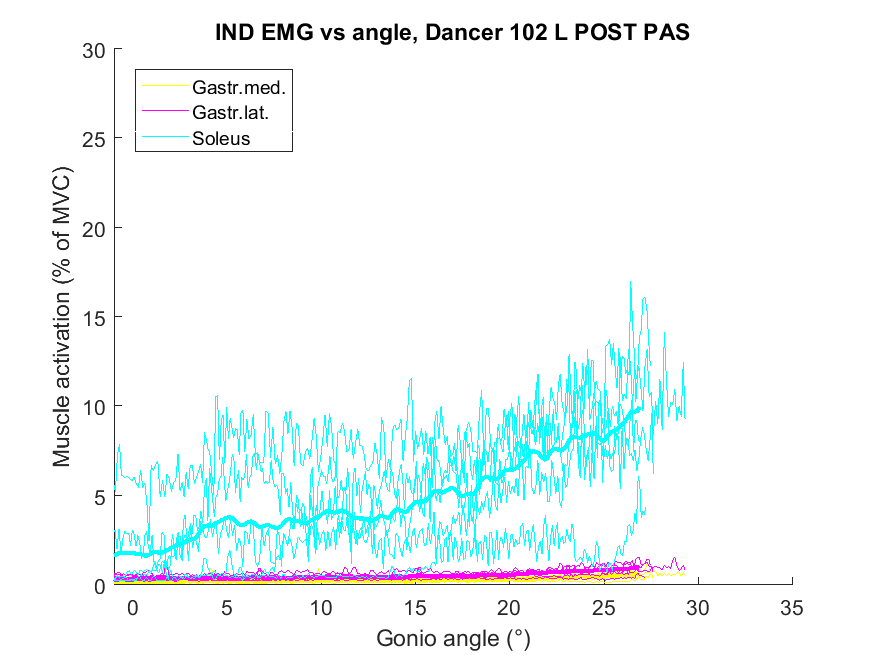 IND EMG vs angle, Dancer 102 L POST PAS
30
25
20
15
10
5
0
Gastr.med.
Gastr.lat.
Soleus
Muscle activation (% of MVC)
0 5 10 15 20 25 30 35
Gonio angle (°)